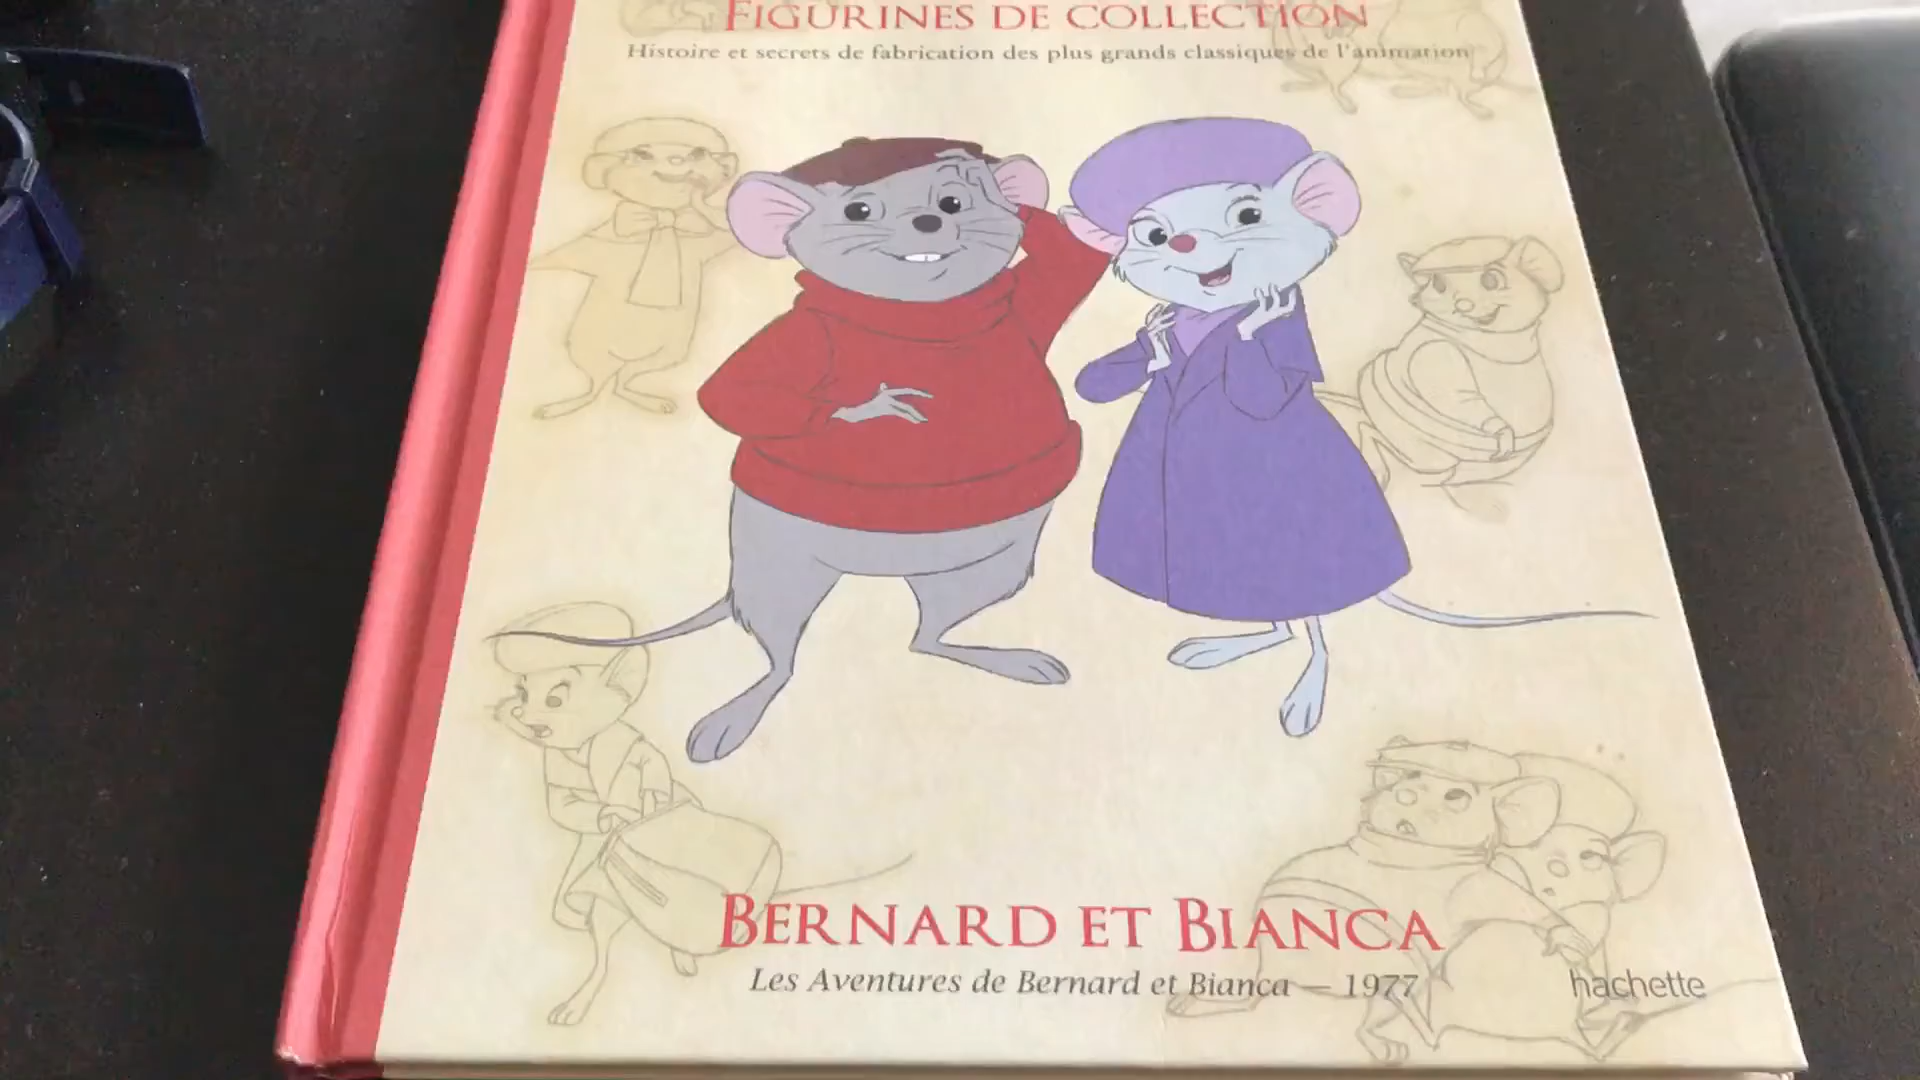 FIGURINES DE COLLECTION
Histoire et secrets de fabrication des plus grands classiques de l'animation
BERNARD ET BIANCA
Les Aventures de Bernard et Bianca — 1977
hachette